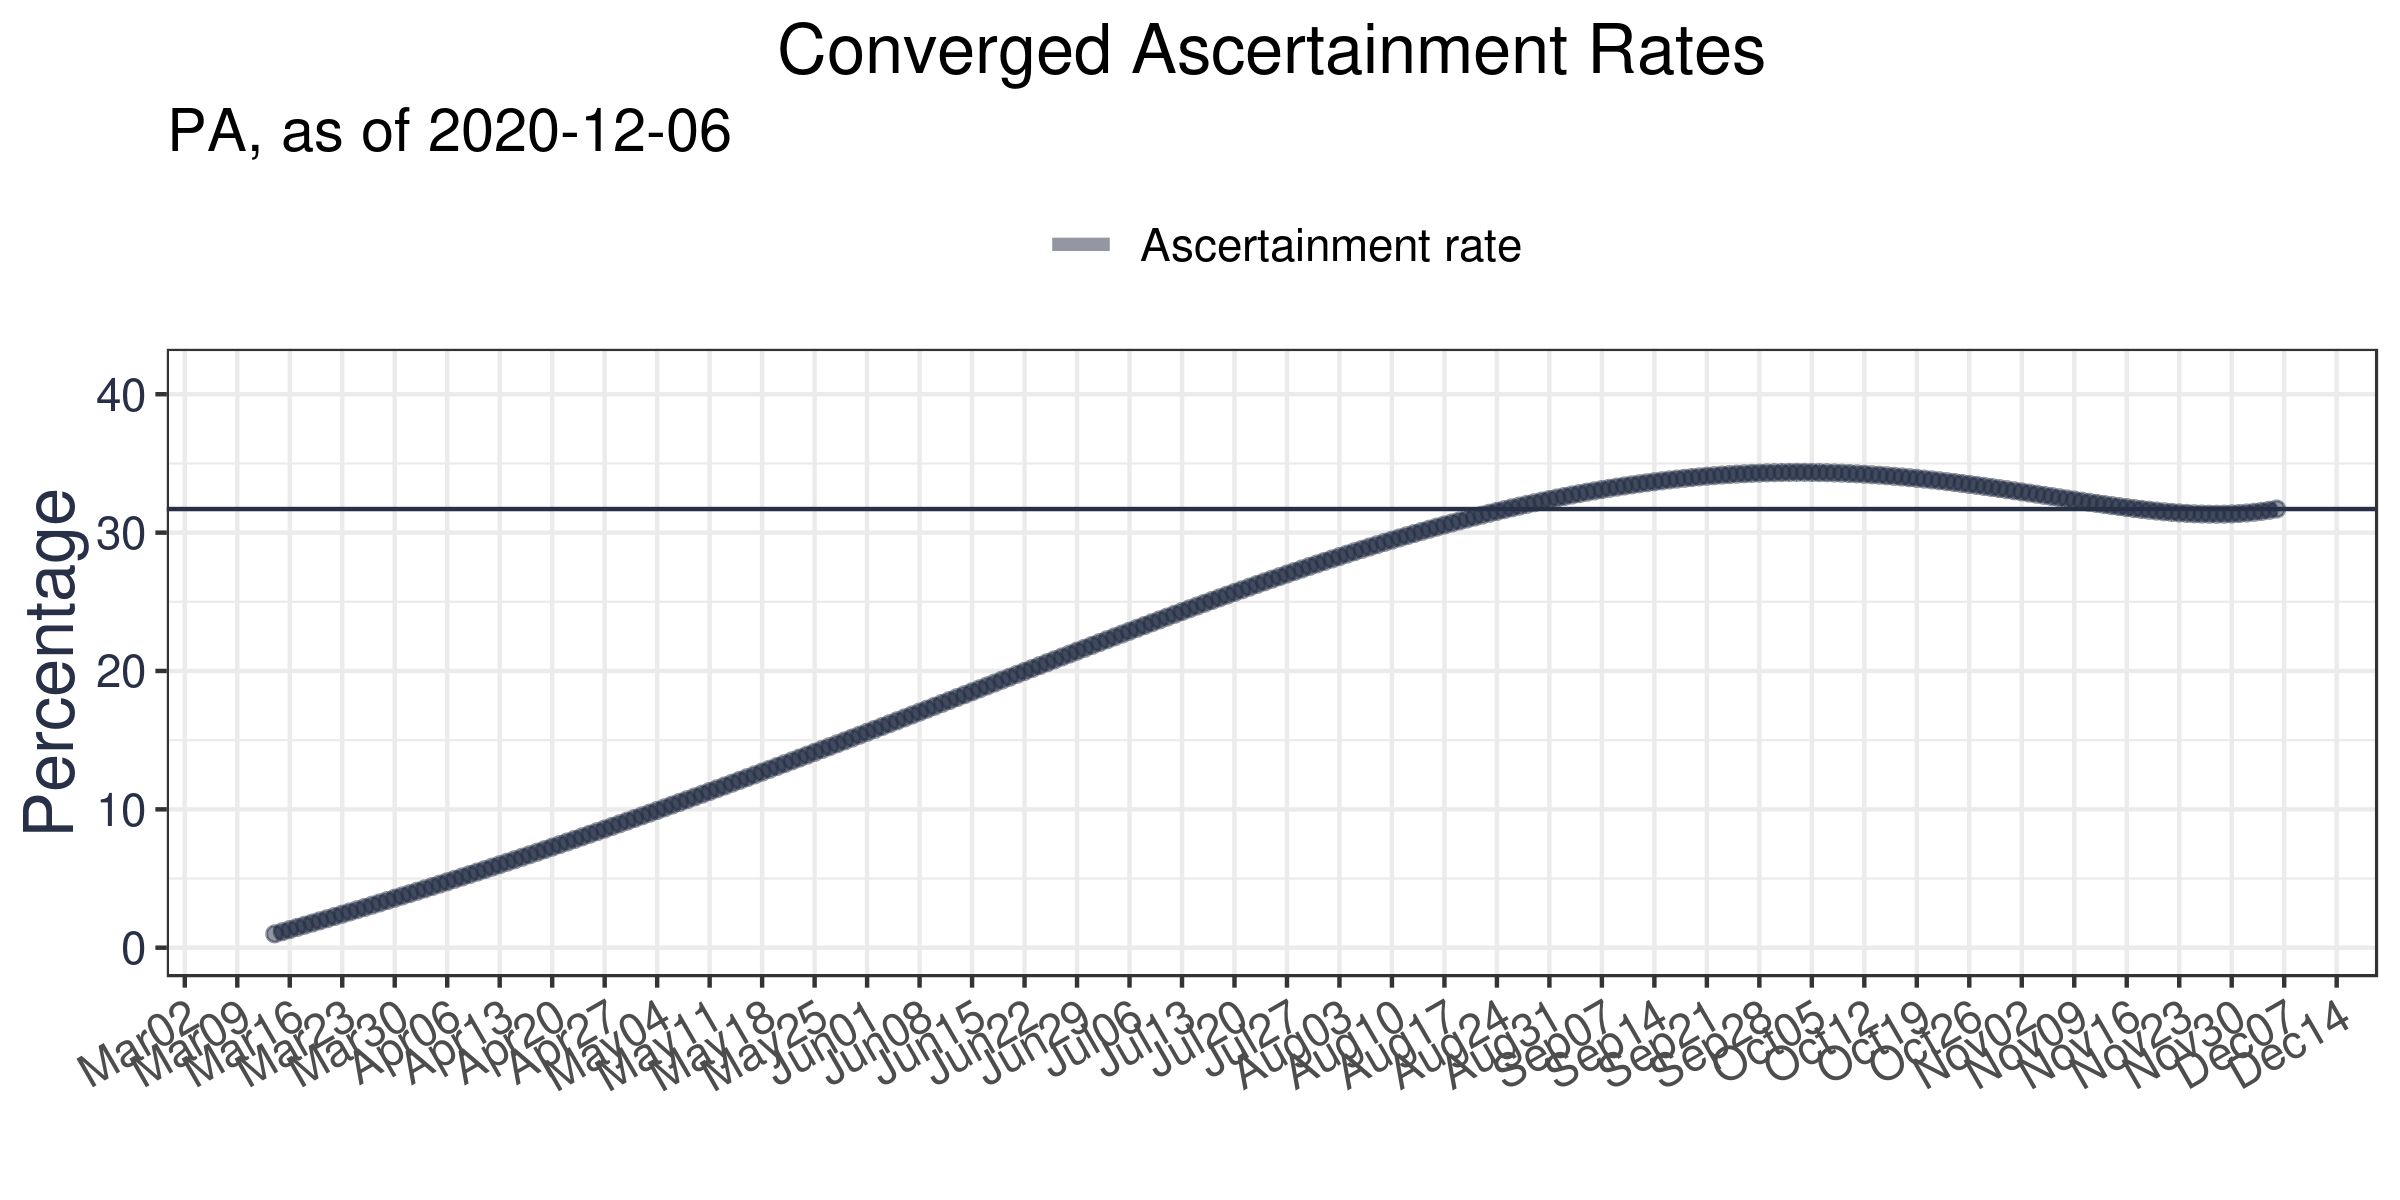 Converged Ascertainment Rates
PA, as of 2020-12-06
Ascertainment rate
Percentage
40
30
20
10
0
Mar02
Mar09
Mar16
Mar23
Mar30
Apr06
Apr13
Apr20
Apr27
May04
May11
May18
May25
Jun01
Jun08
Jun15
Jun22
Jun29
Jul06
Jul13
Jul20
Jul27
Aug03
Aug10
Aug17
Aug24
Aug31
Sep07
Sep14
Sep21
Sep28
Oct05
Oct12
Oct19
Oct26
Nov02
Nov09
Nov16
Nov23
Nov30
Dec07
Dec14